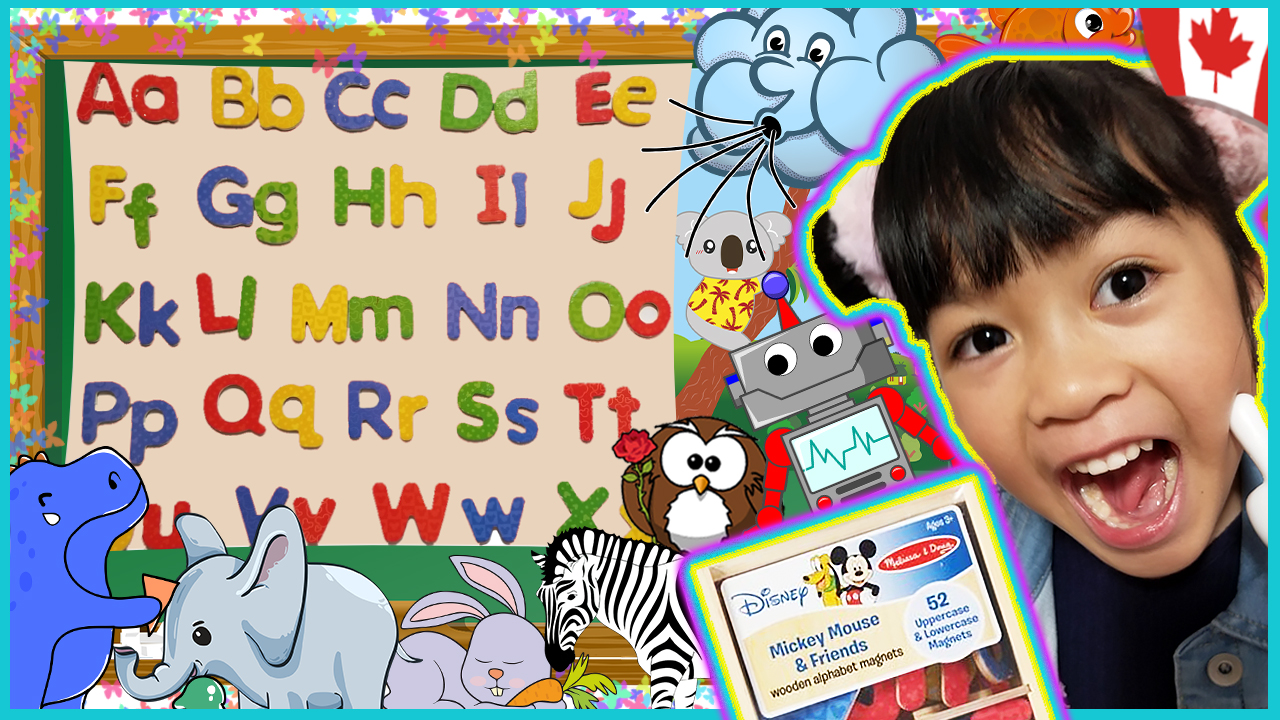 Aa Bb Cc Dd Ee
Ff Gg Hh Ii Jj
Kk Ll Mm Nn Oo
Pp Qq Rr Ss Tt
u Vv Ww X
Ages 3+
Melissa & Doug
Disney
Mickey Mouse
& Friends
wooden alphabet magnets
52
Uppercase
& Lowercase
Magnets